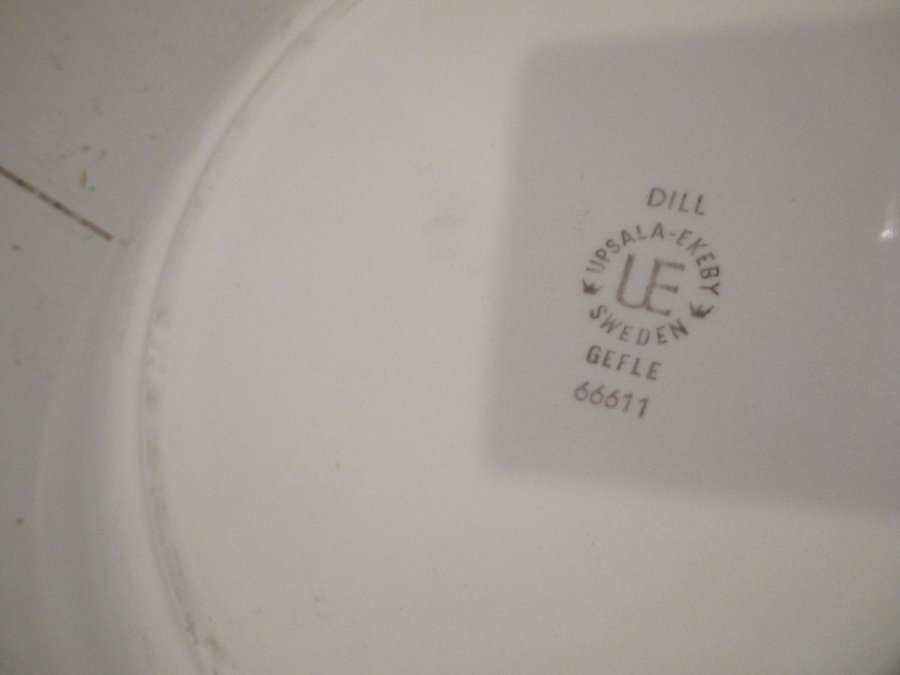 DILL
UPSALA-EKEBY
UE
SWEDEN
GEFLE
66611